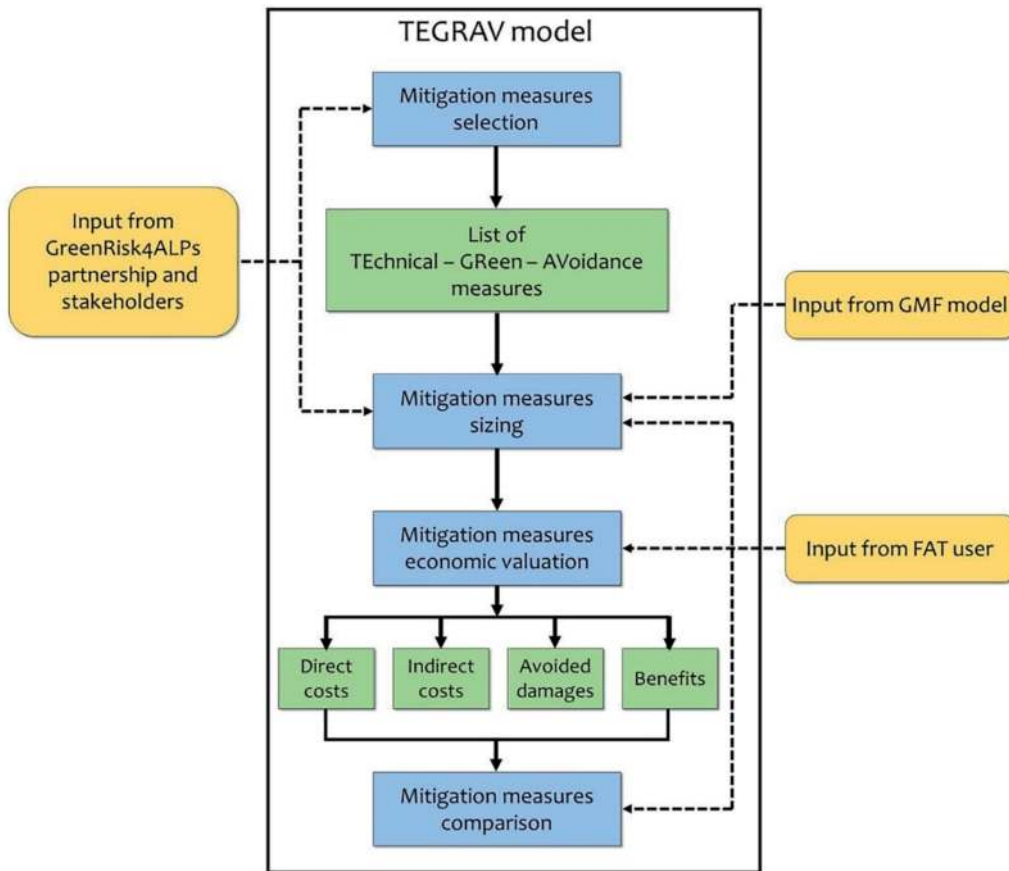 TEGRAV model
Mitigation measures
selection
Input from
GreenRisk4ALPs
partnership and
stakeholders
List of
TEchnical – GReen – AVoidance
measures
Input from GMF model
Mitigation measures
sizing
Mitigation measures
economic valuation
Input from FAT user
Direct
costs
Indirect
costs
Avoided
damages
Benefits
Mitigation measures
comparison